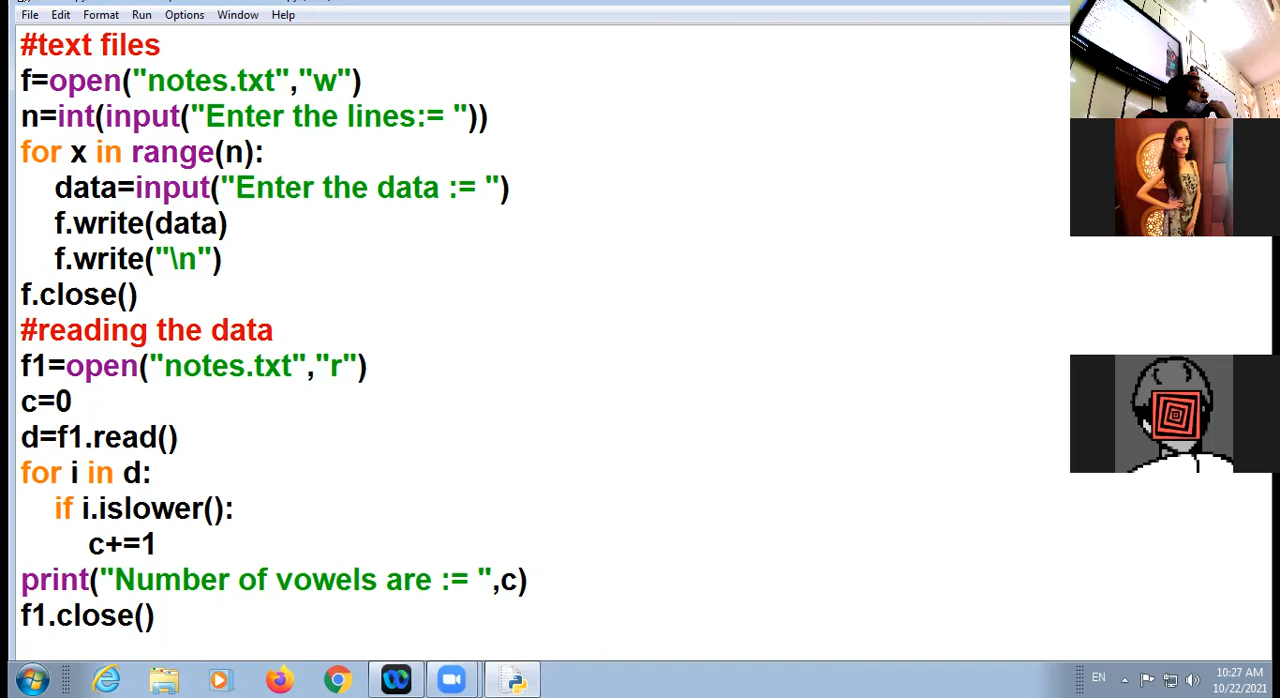 File Edit Format Run Options Window Help
#text files
f=open("notes.txt","w")
n=int(input("Enter the lines:= "))
for x in range(n):
    data=input("Enter the data := ")
    f.write(data)
    f.write("\n")
f.close()
#reading the data
f1=open("notes.txt","r")
c=0
d=f1.read()
for i in d:
    if i.islower():
        c+=1
print("Number of vowels are := ",c)
f1.close()
EN
10:27 AM
10/22/2021